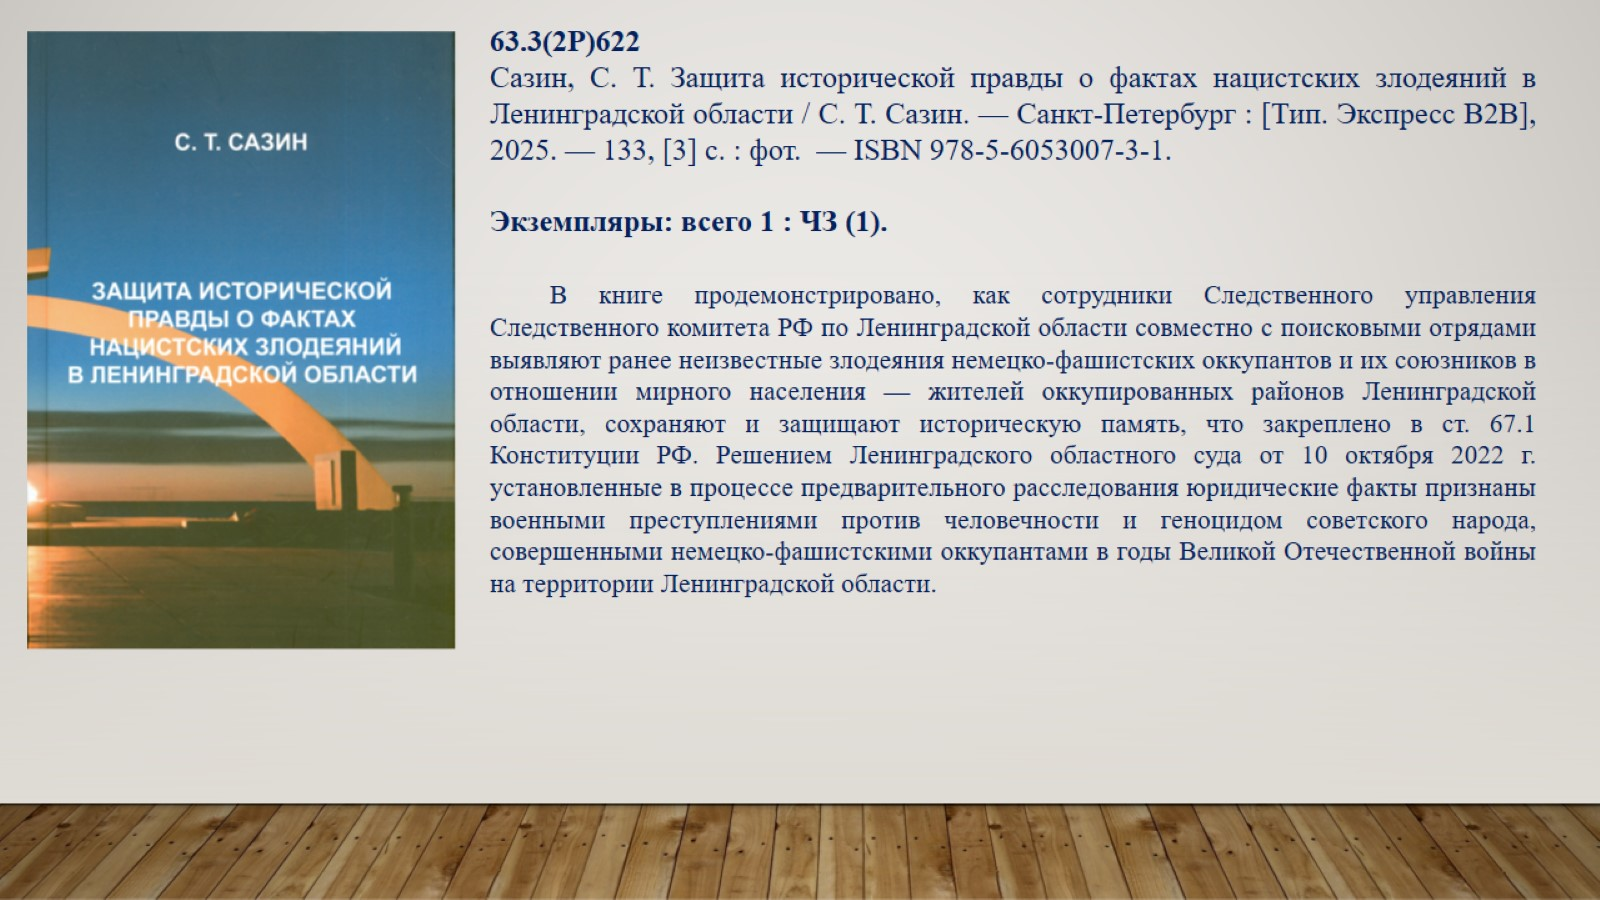 С. Т. САЗИН
ЗАЩИТА ИСТОРИЧЕСКОЙ
ПРАВДЫ О ФАКТАХ
НАЦИСТСКИХ ЗЛОДЕЯНИЙ
В ЛЕНИНГРАДСКОЙ ОБЛАСТИ
63.3(2Р)622
Сазин, С. Т. Защита исторической правды о фактах нацистских злодеяний в
Ленинградской области / С. Т. Сазин. — Санкт-Петербург : [Тип. Экспресс В2В],
2025. — 133, [3] с. : фот. — ISBN 978-5-6053007-3-1.
Экземпляры: всего 1 : ЧЗ (1).
В книге продемонстрировано, как сотрудники Следственного управления
Следственного комитета РФ по Ленинградской области совместно с поисковыми отрядами
выявляют ранее неизвестные злодеяния немецко-фашистских оккупантов и их союзников в
отношении мирного населения — жителей оккупированных районов Ленинградской
области, сохраняют и защищают историческую память, что закреплено в ст. 67.1
Конституции РФ. Решением Ленинградского областного суда от 10 октября 2022 г.
установленные в процессе предварительного расследования юридические факты признаны
военными преступлениями против человечности и геноцидом советского народа,
совершенными немецко-фашистскими оккупантами в годы Великой Отечественной войны
на территории Ленинградской области.